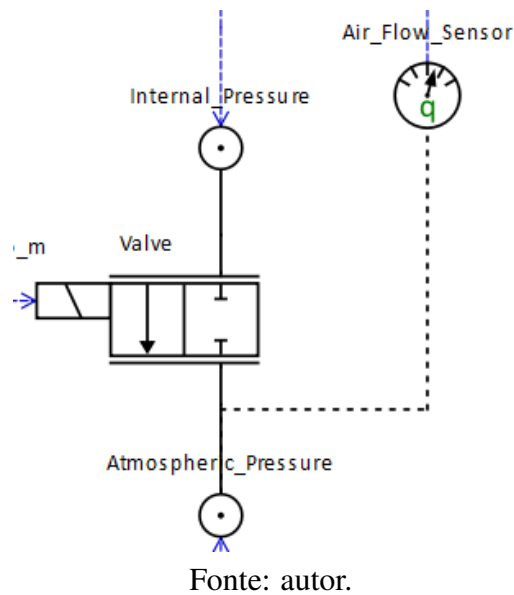 Air_Flow_Sensor
Internal_Pressure
q
Valve
_m
Atmospheric_Pressure
Fonte: autor.